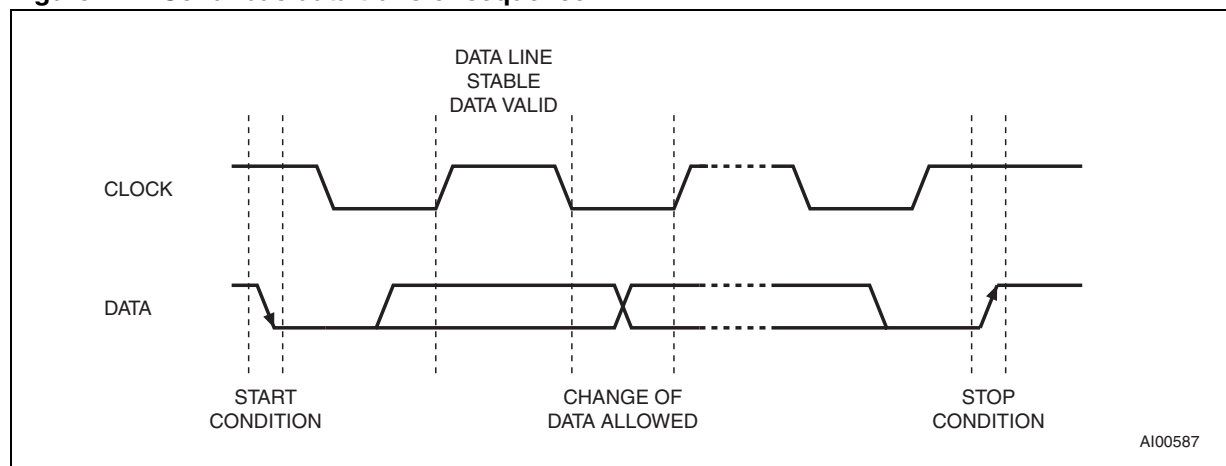 DATA LINE
STABLE
DATA VALID
CLOCK
DATA
START
CONDITION
CHANGE OF
DATA ALLOWED
STOP
CONDITION
AI00587